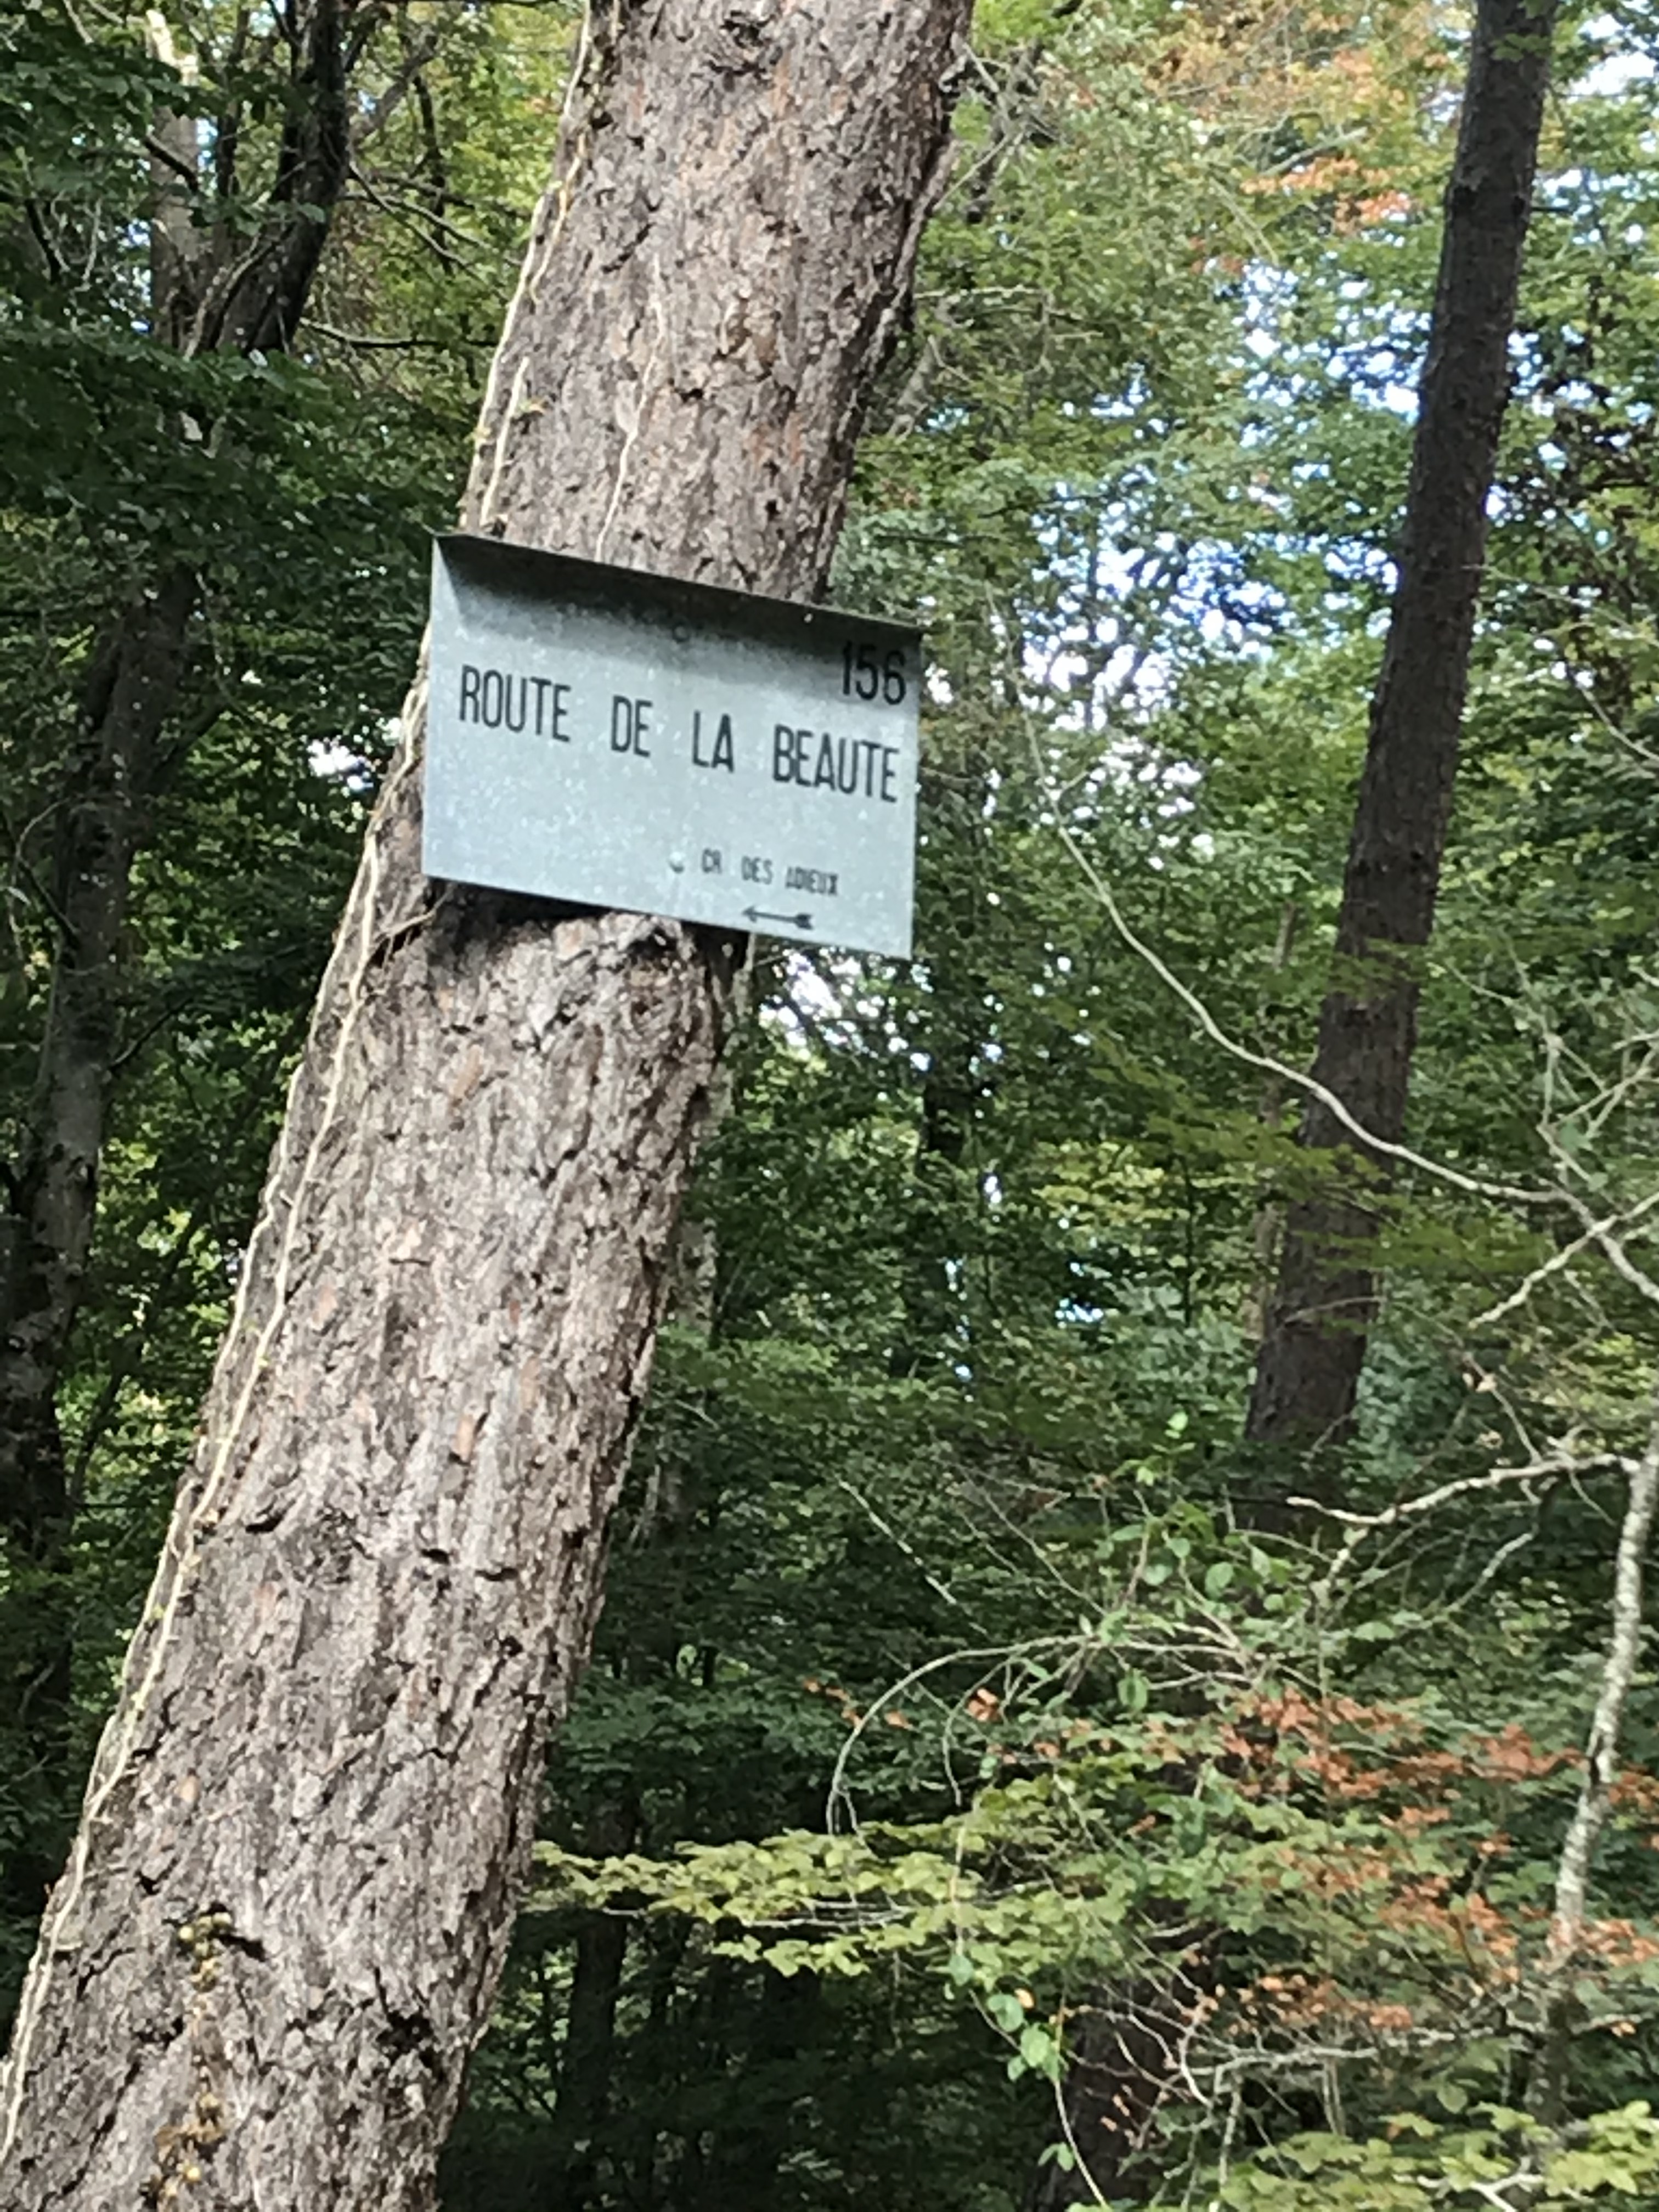 156
ROUTE DE LA BEAUTE
CR DES ADIEUX